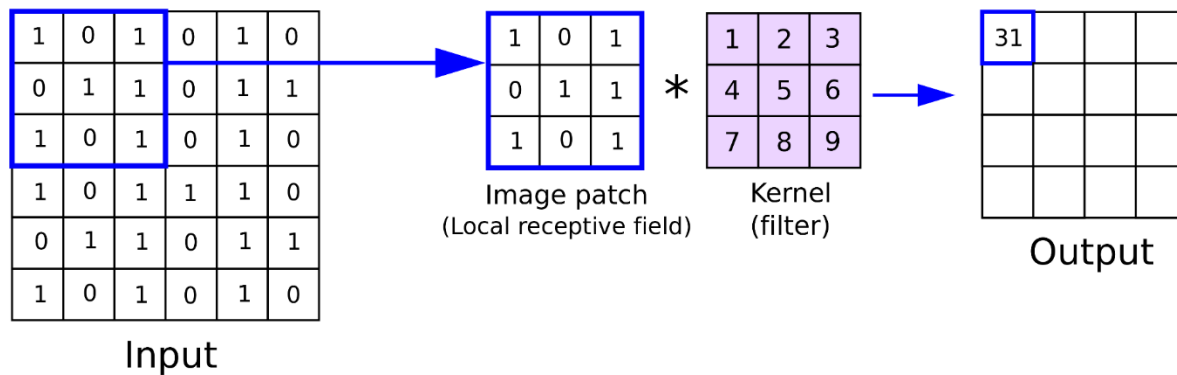 1 0 1 0 1 0
0 1 1 0 1 1
1 0 1 0 1 0
1 0 1 1 1 0
0 1 1 0 1 1
1 0 1 0 1 0
Input
1 0 1
0 1 1
1 0 1
Image patch
(Local receptive field)
*
1 2 3
4 5 6
7 8 9
Kernel
(filter)
31
Output